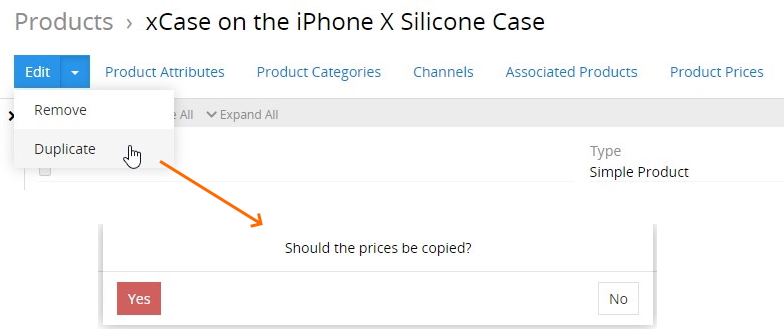 Products › xCase on the iPhone X Silicone Case
Edit Product Attributes Product Categories Channels Associated Products Product Prices
Remove
All Expand All
Duplicate
Type
Simple Product
Should the prices be copied?
Yes No